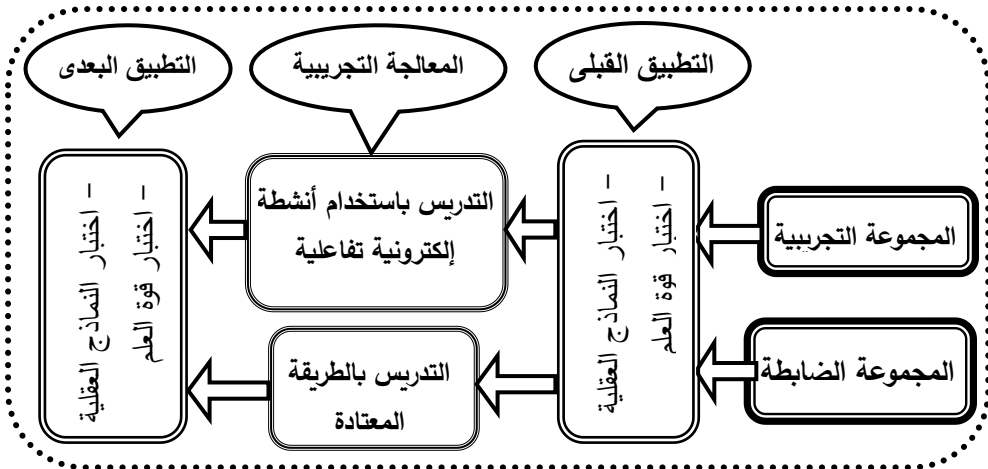 التطبيق القبلى
المعالجة التجريبية
التطبيق البعدى
المجموعة التجريبية
المجموعة الضابطة
– اختبار النماذج العقلية
– اختبار قوة العلم
التدريس باستخدام أنشطة
إلكترونية تفاعلية
التدريس بالطريقة
المعتادة
– اختبار النماذج العقلية
– اختبار قوة العلم